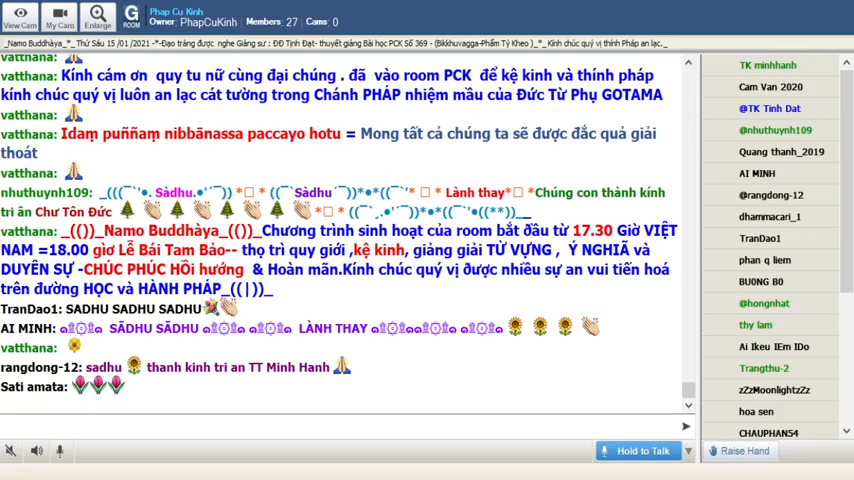 View Cam
My Cam
Enlarge
G
ROOM
Phap Cu Kinh
Owner: PhapCuKinh | Members: 27 | Cams: 0
_Namo Buddhàya_*_ Thứ Sáu 15 /01 /2021 -*-Đạo tràng được nghe Giảng sư : ĐĐ Tịnh Đạt- thuyết giảng Bài học PCK Số 369 - (Bikkhuvagga-Phẩm Tỳ Kheo )_*_ Kính chúc quý vị thính Pháp an lạc._
vatthana:
vatthana: Kính cám ơn quy tu nữ cùng đại chúng . đã vào room PCK để kệ kinh và thính pháp
kính chúc quý vị luôn an lạc cát tường trong Chánh PHÁP nhiệm mầu của Đức Từ Phụ GOTAMA
vatthana:
vatthana: Idaṃ puññaṃ nibbānassa paccayo hotu = Mong tất cả chúng ta sẽ được đắc quả giải
thoát
vatthana:
nhuthuynh109: _(((¯`'•. Sàdhu.•'´¯)) *□ * ((¯`Sàdhu´¯))*•*((¯`'* □ * Lành thay*□ *Chúng con thành kính
tri ân Chư Tôn Đức *□ * ((¯`´¸.•'´¯))*•*((¯`'•((**))__
vatthana: _(())_Namo Buddhàya_(())_Chương trình sinh hoạt của room bắt đầu từ 17.30 Giờ VIỆT
NAM =18.00 giờ Lễ Bái Tam Bảo-- thọ trì quy giới ,kệ kinh, giảng giải TỪ VỰNG , Ý NGHIÃ và
DUYÊN SỰ -CHÚC PHÚC HỒi hướng & Hoàn mãn.Kính chúc quý vị được nhiều sự an vui tiến hoá
trên đường HỌC và HÀNH PHÁP_((|))_
TranDao1: SADHU SADHU SADHU
AI MINH: SĀDHU SĀDHU LÀNH THAY
vatthana:
rangdong-12: sadhu thanh kinh tri an TT Minh Hanh
Sati amata:
Hold to Talk
TK minhhanh
Cam Van 2020
@TK Tinh Dat
@nhuthuynh109
Quang thanh_2019
AI MINH
@rangdong-12
dhammacari_1
TranDao1
phan q liem
BU0NG B0
@hongnhat
thy lam
Ai lkeu lEm lDo
Trangthu-2
zZzMoonlightzZz
hoa sen
CHAUPHAN54
Raise Hand